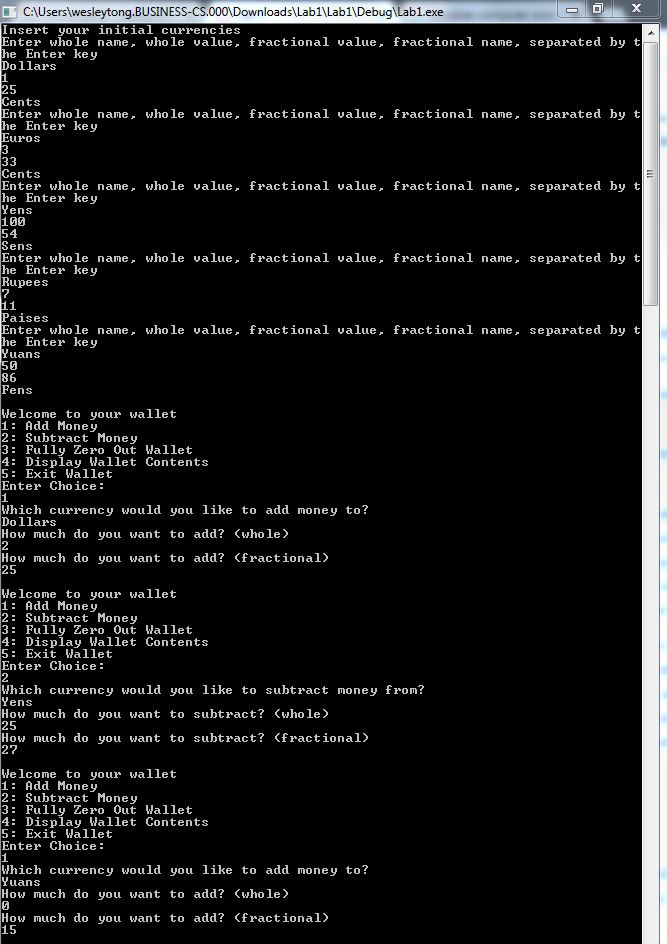 C:\Users\wesleytong.BUSINESS-CS.000\Downloads\Lab1\Lab1\Debug\Lab1.exe
Insert your initial currencies
Enter whole name, whole value, fractional value, fractional name, separated by t
he Enter key
Dollars
1
25
Cents
Enter whole name, whole value, fractional value, fractional name, separated by t
he Enter key
Euros
3
33
Cents
Enter whole name, whole value, fractional value, fractional name, separated by t
he Enter key
Yens
100
54
Sens
Enter whole name, whole value, fractional value, fractional name, separated by t
he Enter key
Rupees
7
11
Paises
Enter whole name, whole value, fractional value, fractional name, separated by t
he Enter key
Yuans
50
86
Fens
Welcome to your wallet
1: Add Money
2: Subtract Money
3: Fully Zero Out Wallet
4: Display Wallet Contents
5: Exit Wallet
Enter Choice:
1
Which currency would you like to add money to?
Dollars
How much do you want to add? (whole)
2
How much do you want to add? (fractional)
25
Welcome to your wallet
1: Add Money
2: Subtract Money
3: Fully Zero Out Wallet
4: Display Wallet Contents
5: Exit Wallet
Enter Choice:
2
Which currency would you like to subtract money from?
Yens
How much do you want to subtract? (whole)
25
How much do you want to subtract? (fractional)
27
Welcome to your wallet
1: Add Money
2: Subtract Money
3: Fully Zero Out Wallet
4: Display Wallet Contents
5: Exit Wallet
Enter Choice:
1
Which currency would you like to add money to?
Yuans
How much do you want to add? (whole)
0
How much do you want to add? (fractional)
15